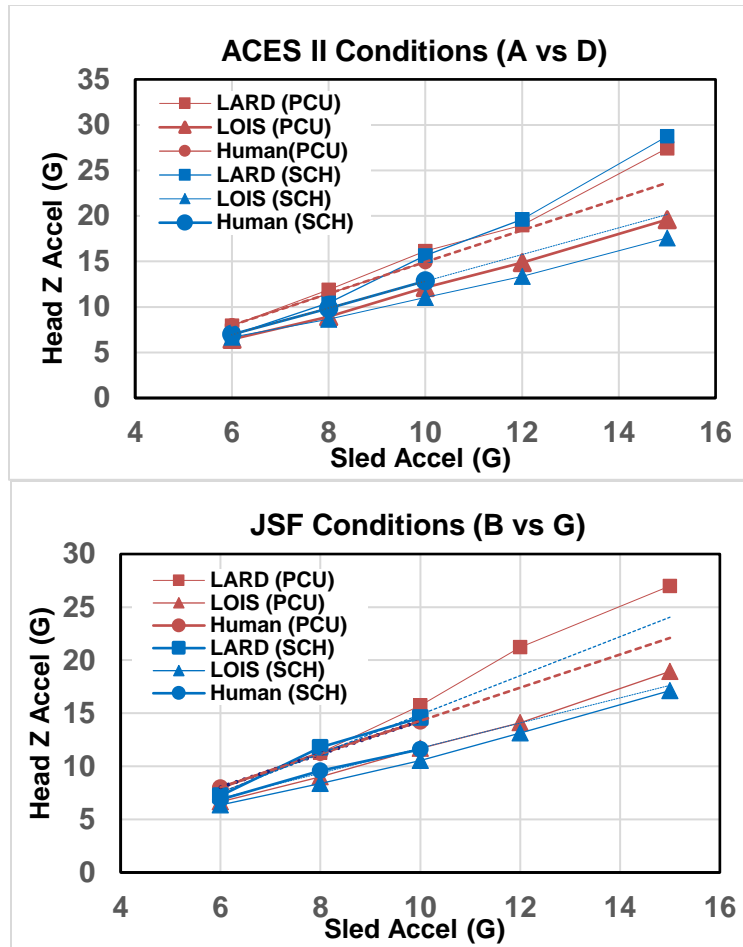 ACES II Conditions (A vs D)
35
30
25
20
15
10
5
0
Head Z Accel (G)
LARD (PCU)
LOIS (PCU)
Human(PCU)
LARD (SCH)
LOIS (SCH)
Human (SCH)
4 6 8 10 12 14 16
Sled Accel (G)
JSF Conditions (B vs G)
30
25
20
15
10
5
0
Head Z Accel (G)
LARD (PCU)
LOIS (PCU)
Human (PCU)
LARD (SCH)
LOIS (SCH)
Human (SCH)
4 6 8 10 12 14 16
Sled Accel (G)